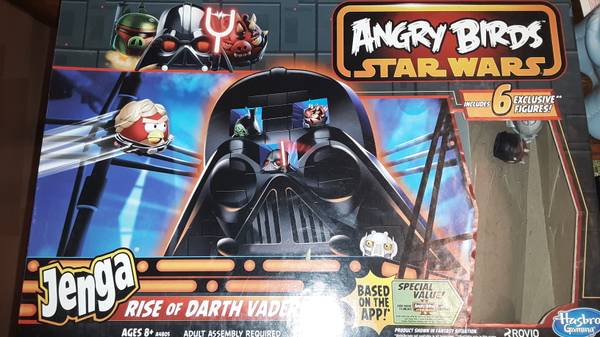 ANGRY BIRDS
STAR WARS
INCLUDES 6 EXCLUSIVE**
FIGURES!
Jenga
RISE OF DARTH VADER
BASED
ON THE
APP!*
SPECIAL
VALUE!
AGES 8+ A4805 ADULT ASSEMBLY REQUIRED
PRODUCT SHOWN IN FANTASY SITUATION.
ROVIO
Hasbro
Gaming